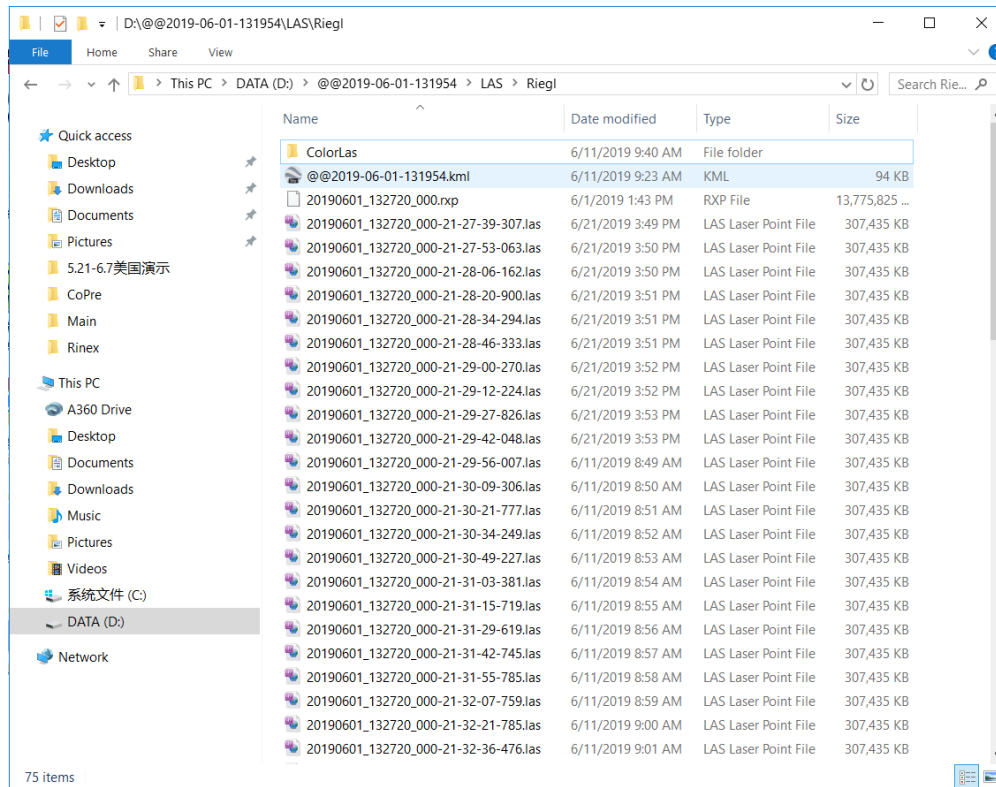 D:\@@2019-06-01-131954\LAS\Riegl
File Home Share View
This PC > DATA (D:) > @@2019-06-01-131954 > LAS > Riegl
Search Rie...
Name Date modified Type Size
Quick access
Desktop
Downloads
Documents
Pictures
5.21-6.7美国演示
CoPre
Main
Rinex
This PC
A360 Drive
Desktop
Documents
Downloads
Music
Pictures
Videos
系统文件 (C:)
DATA (D:)
Network
ColorLas 6/11/2019 9:40 AM File folder
@@2019-06-01-131954.kml 6/11/2019 9:23 AM KML 94 KB
20190601_132720_000.rxp 6/1/2019 1:43 PM RXP File 13,775,825 ...
20190601_132720_000-21-27-39-307.las 6/21/2019 3:49 PM LAS Laser Point File 307,435 KB
20190601_132720_000-21-27-53-063.las 6/21/2019 3:50 PM LAS Laser Point File 307,435 KB
20190601_132720_000-21-28-06-162.las 6/21/2019 3:50 PM LAS Laser Point File 307,435 KB
20190601_132720_000-21-28-20-900.las 6/21/2019 3:51 PM LAS Laser Point File 307,435 KB
20190601_132720_000-21-28-34-294.las 6/21/2019 3:51 PM LAS Laser Point File 307,435 KB
20190601_132720_000-21-28-46-333.las 6/21/2019 3:51 PM LAS Laser Point File 307,435 KB
20190601_132720_000-21-29-00-270.las 6/21/2019 3:52 PM LAS Laser Point File 307,435 KB
20190601_132720_000-21-29-12-224.las 6/21/2019 3:52 PM LAS Laser Point File 307,435 KB
20190601_132720_000-21-29-27-826.las 6/21/2019 3:53 PM LAS Laser Point File 307,435 KB
20190601_132720_000-21-29-42-048.las 6/21/2019 3:53 PM LAS Laser Point File 307,435 KB
20190601_132720_000-21-29-56-007.las 6/11/2019 8:49 AM LAS Laser Point File 307,435 KB
20190601_132720_000-21-30-09-306.las 6/11/2019 8:50 AM LAS Laser Point File 307,435 KB
20190601_132720_000-21-30-21-777.las 6/11/2019 8:51 AM LAS Laser Point File 307,435 KB
20190601_132720_000-21-30-34-249.las 6/11/2019 8:52 AM LAS Laser Point File 307,435 KB
20190601_132720_000-21-30-49-227.las 6/11/2019 8:53 AM LAS Laser Point File 307,435 KB
20190601_132720_000-21-31-03-381.las 6/11/2019 8:54 AM LAS Laser Point File 307,435 KB
20190601_132720_000-21-31-15-719.las 6/11/2019 8:55 AM LAS Laser Point File 307,435 KB
20190601_132720_000-21-31-29-619.las 6/11/2019 8:56 AM LAS Laser Point File 307,435 KB
20190601_132720_000-21-31-42-745.las 6/11/2019 8:57 AM LAS Laser Point File 307,435 KB
20190601_132720_000-21-31-55-785.las 6/11/2019 8:58 AM LAS Laser Point File 307,435 KB
20190601_132720_000-21-32-07-759.las 6/11/2019 8:59 AM LAS Laser Point File 307,435 KB
20190601_132720_000-21-32-21-785.las 6/11/2019 9:00 AM LAS Laser Point File 307,435 KB
20190601_132720_000-21-32-36-476.las 6/11/2019 9:01 AM LAS Laser Point File 307,435 KB
75 items